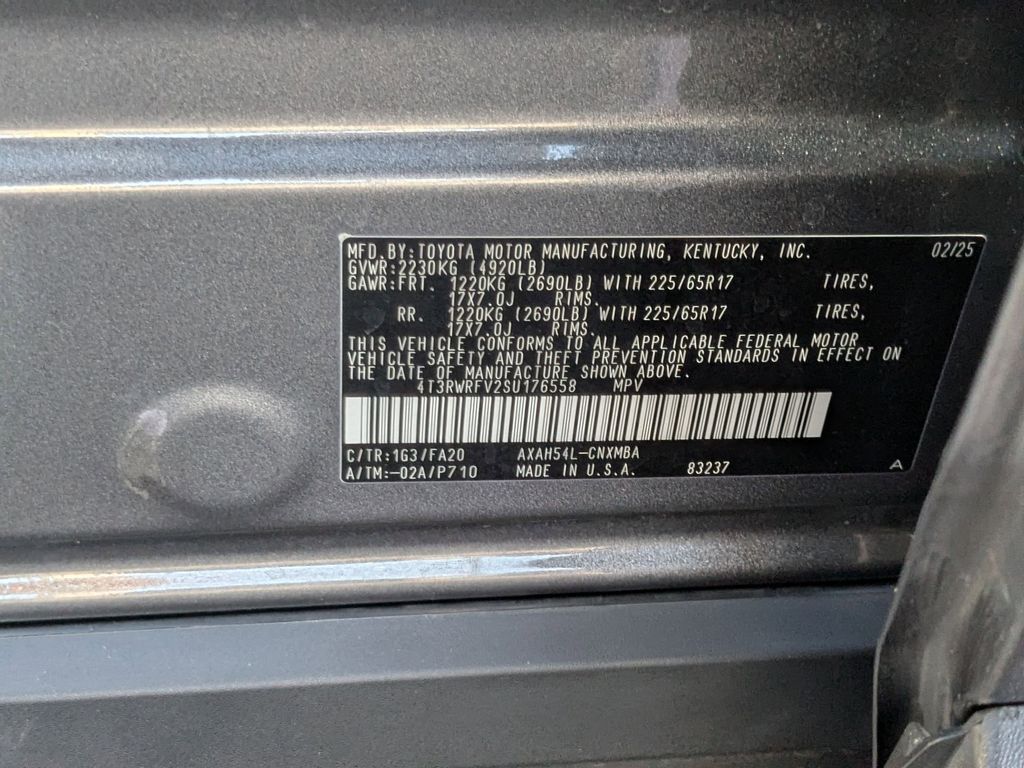 MFD.BY:TOYOTA MOTOR MANUFACTURING, KENTUCKY, INC. 02/25
GVWR:2230KG (4920LB)
GAWR:FRT. 1220KG (2690LB) WITH 225/65R17 TIRES,
17X7.0J RIMS.
RR. 1220KG (2690LB) WITH 225/65R17 TIRES,
17X7.0J RIMS.
THIS VEHICLE CONFORMS TO ALL APPLICABLE FEDERAL MOTOR
VEHICLE SAFETY AND THEFT PREVENTION STANDARDS IN EFFECT ON
THE DATE OF MANUFACTURE SHOWN ABOVE.
4T3RWRFV2SU176558 MPV
C/TR:1G3/FA20 AXAH54L-CNXMBA
A/TM:-02A/P710 MADE IN U.S.A. 83237 A